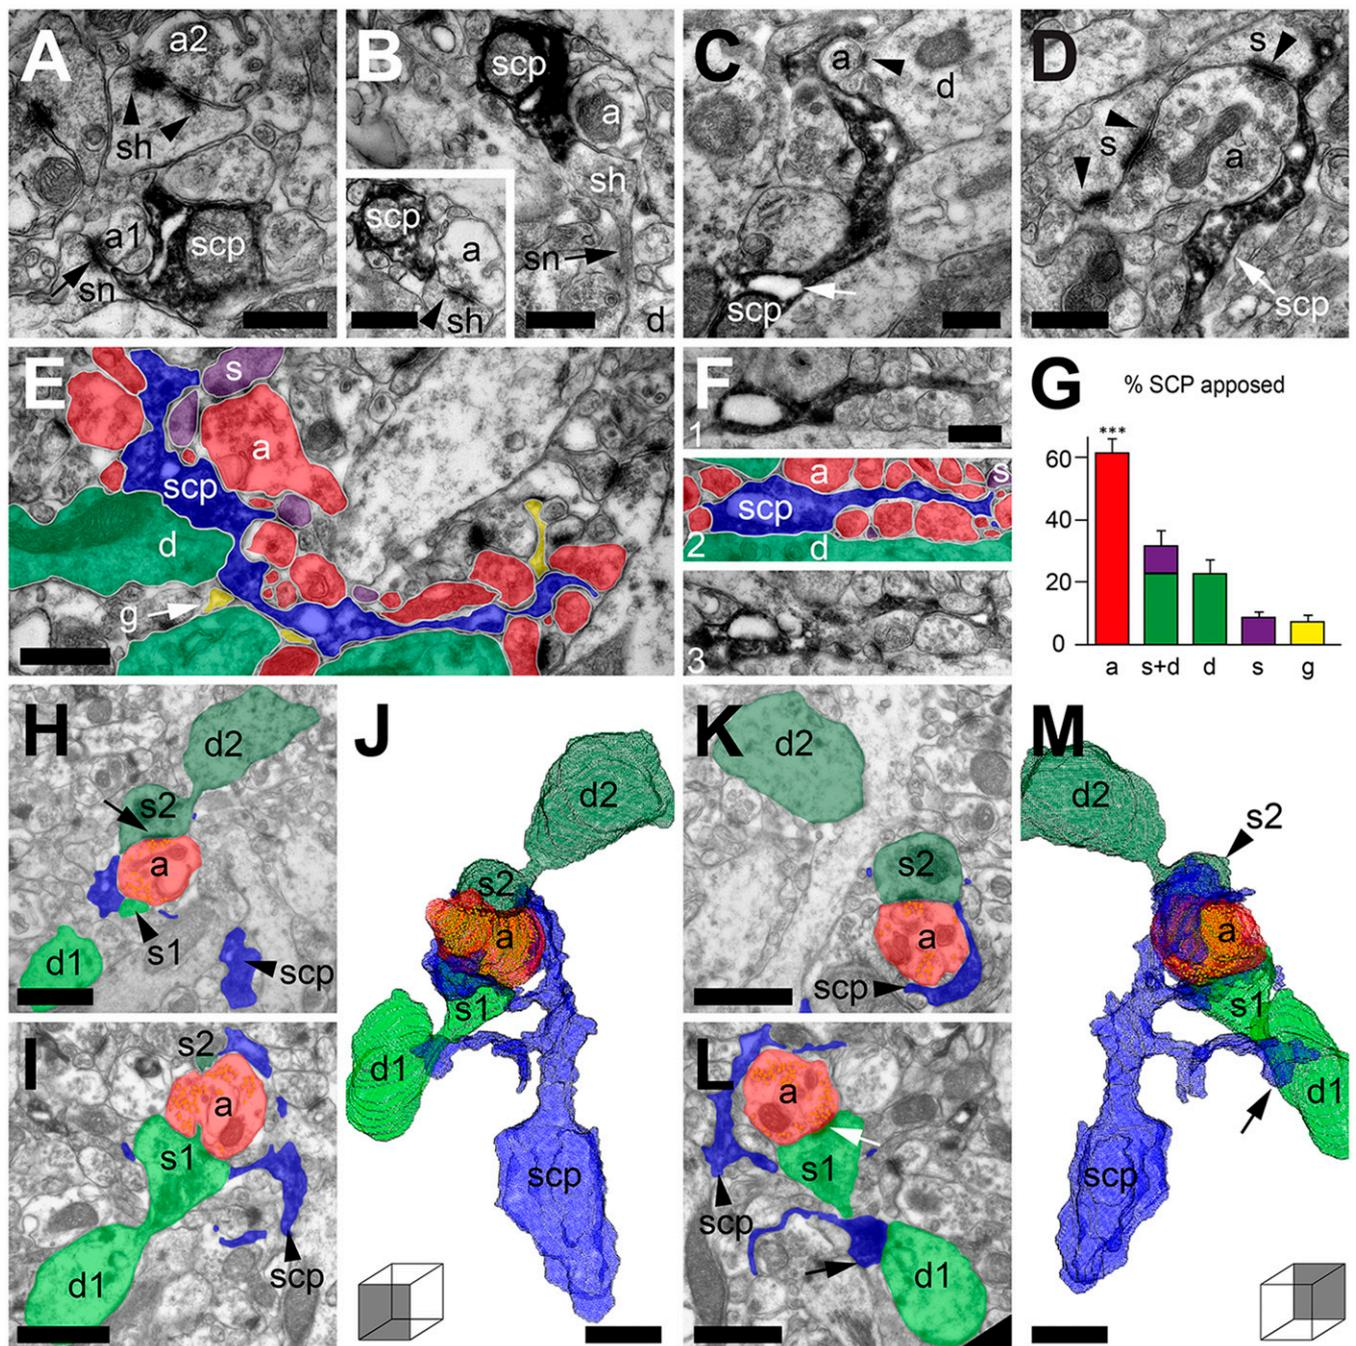 A
a2
sh
a1
scp
sn
B
scp
a
sh
scp
a
sn
sh
d
C
a
d
scp
D
s
s
a
scp
E
s
a
scp
d
g
F
1
a
s
scp
2
d
3
G
% SCP apposed
***
60
40
20
0
a s+d d s g
H
d2
s2
a
s1
d1
scp
I
s2
a
s1
d1
scp
J
d2
s2
a
s1
d1
scp
K
d2
s2
a
scp
L
a
s1
scp
d1
M
d2
s2
a
s1
d1
scp